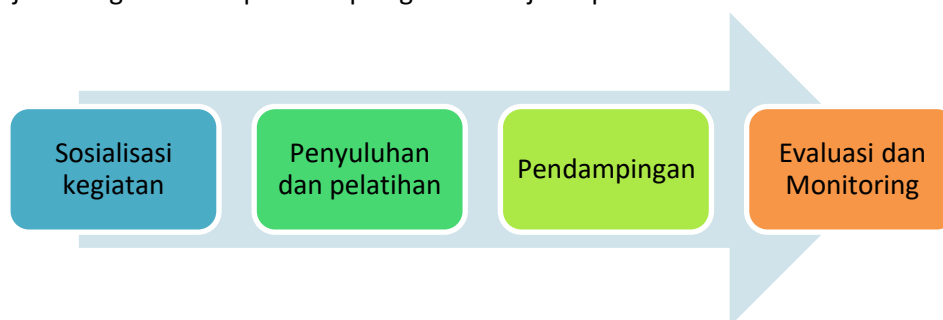 Sosialisasi
kegiatan
Penyuluhan
dan pelatihan
Pendampingan
Evaluasi dan
Monitoring